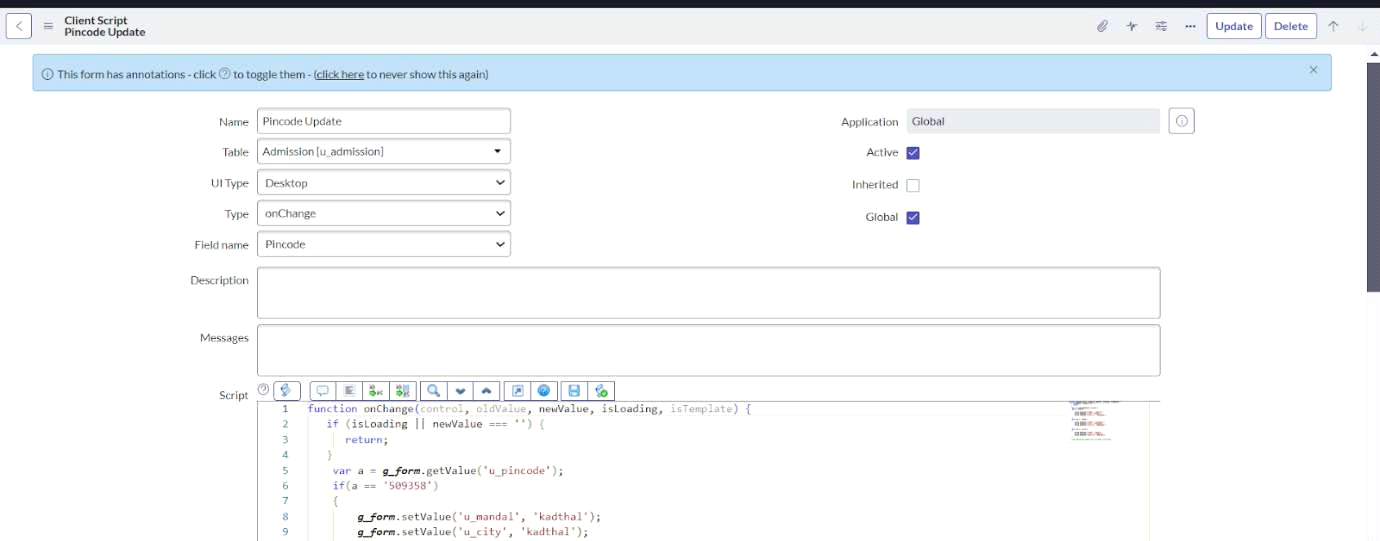 Client Script
Pincode Update
Update
Delete
This form has annotations - click ? to toggle them - (click here to never show this again)
Name
Pincode Update
Application
Global
Table
Admission [u_admission]
Active
UI Type
Desktop
Inherited
Type
onChange
Global
Field name
Pincode
Description
Messages
Script
1 function onChange(control, oldValue, newValue, isLoading, isTemplate) {
2 if (isLoading || newValue === '') {
3 return;
4 }
5 var a = g_form.getValue('u_pincode');
6 if(a == '509358')
7 {
8 g_form.setValue('u_mandal', 'kadthal');
9 g_form.setValue('u_city', 'kadthal');